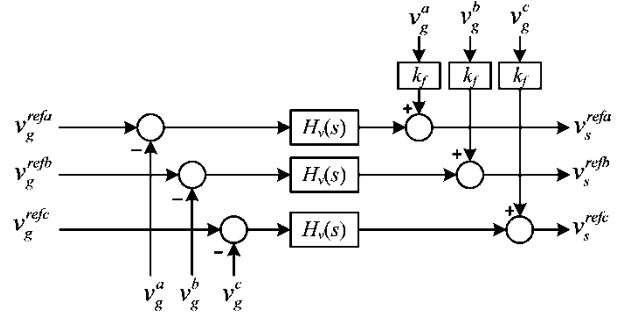 v_g^a v_g^b v_g^c
k_f k_f k_f
v_g^refa − H_v(s) + v_s^refa
v_g^refb − H_v(s) + v_s^refb
v_g^refc − H_v(s) + v_s^refc
v_g^a v_g^b v_g^c